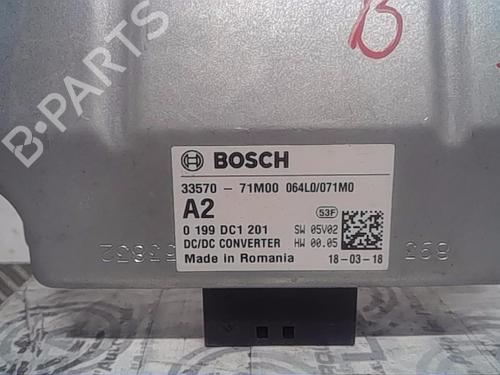 B
B-PARTS
BOSCH
33570 - 71M00 064L0/071M0
A2
53F
0 199 DC1 201 SW 05V02
DC/DC CONVERTER HW 00.05
Made in Romania 18-03-18